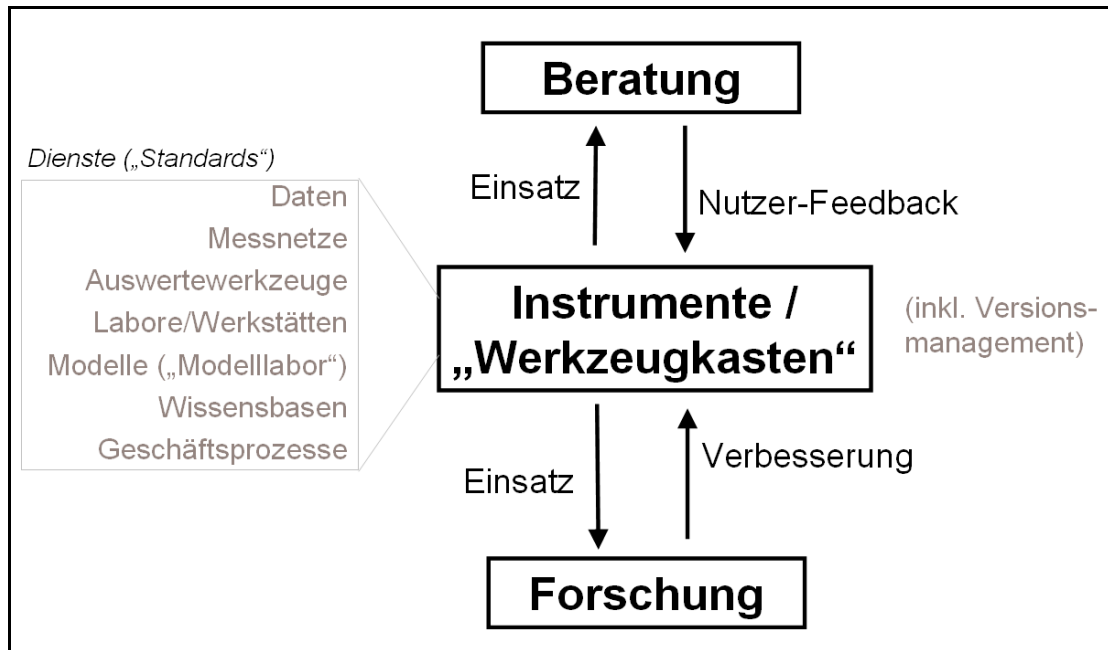 Beratung
Dienste („Standards“)
Daten
Messnetze
Auswertewerkzeuge
Labore/Werkstätten
Modelle („Modelllabor“)
Wissensbasen
Geschäftsprozesse
Einsatz
Nutzer-Feedback
Instrumente /
„Werkzeugkasten“
(inkl. Versions-
management)
Einsatz
Verbesserung
Forschung